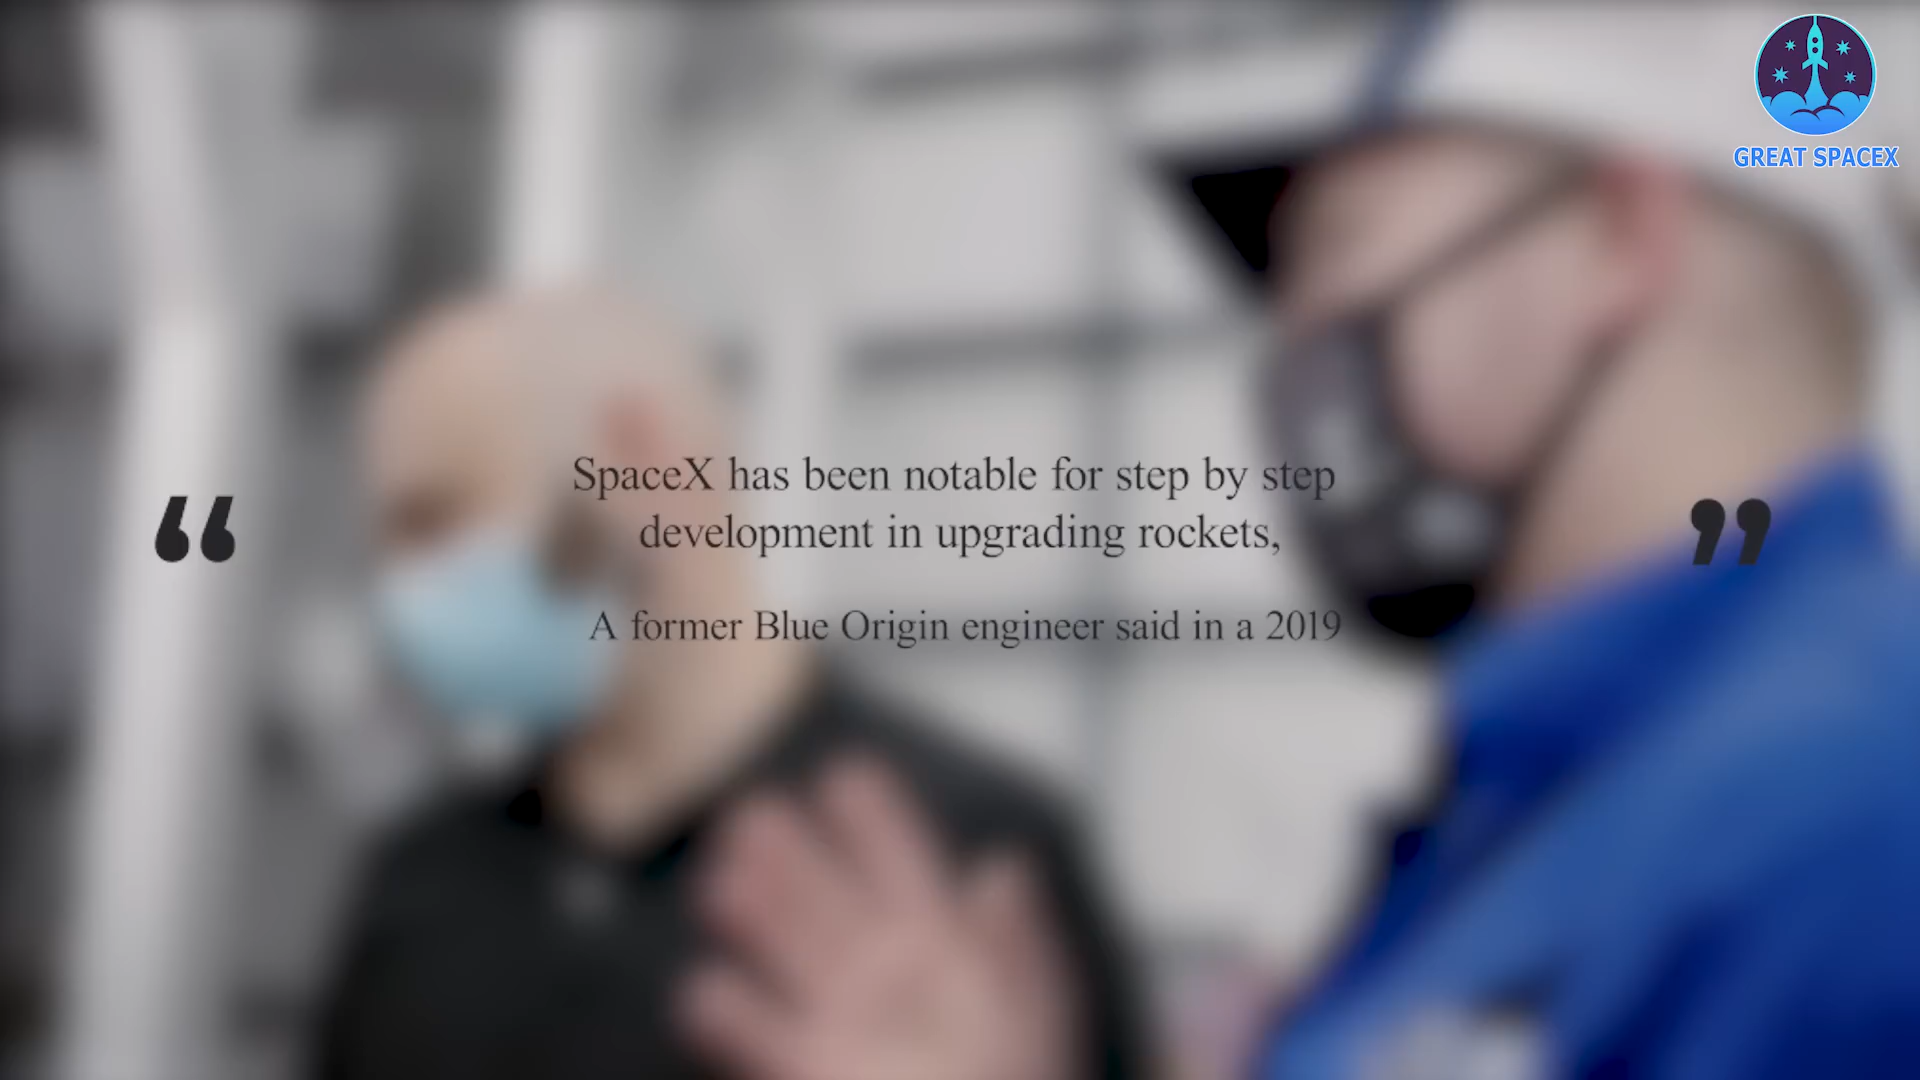 GREAT SPACEX
“
SpaceX has been notable for step by step
development in upgrading rockets,
”
A former Blue Origin engineer said in a 2019